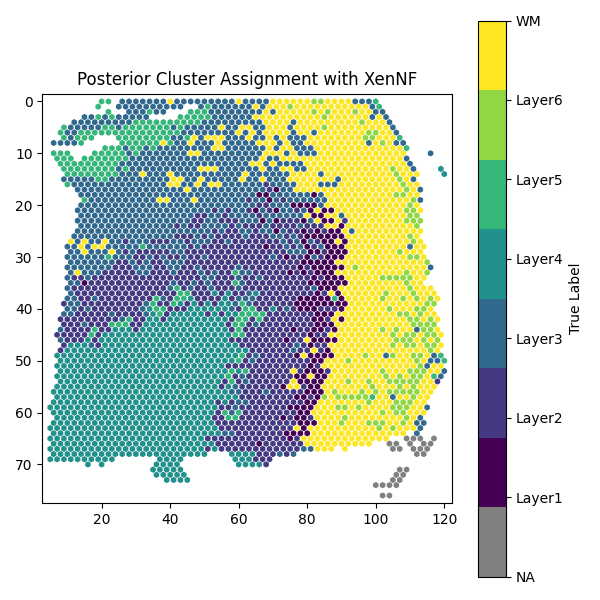 Posterior Cluster Assignment with XenNF
0
10
20
30
40
50
60
70
20
40
60
80
100
120
WM
Layer6
Layer5
Layer4
Layer3
Layer2
Layer1
NA
True Label